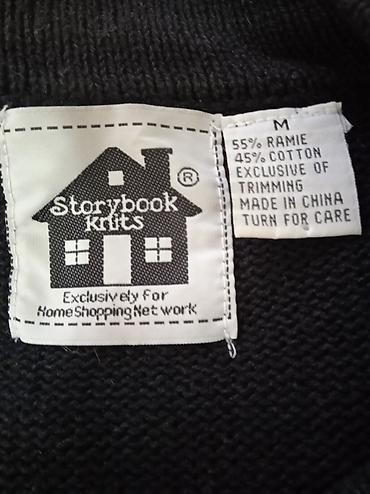 Storybook
Knits
®
Exclusively for
HomeShoppingNetwork
M
55% RAMIE
45% COTTON
EXCLUSIVE OF
TRIMMING
MADE IN CHINA
TURN FOR CARE